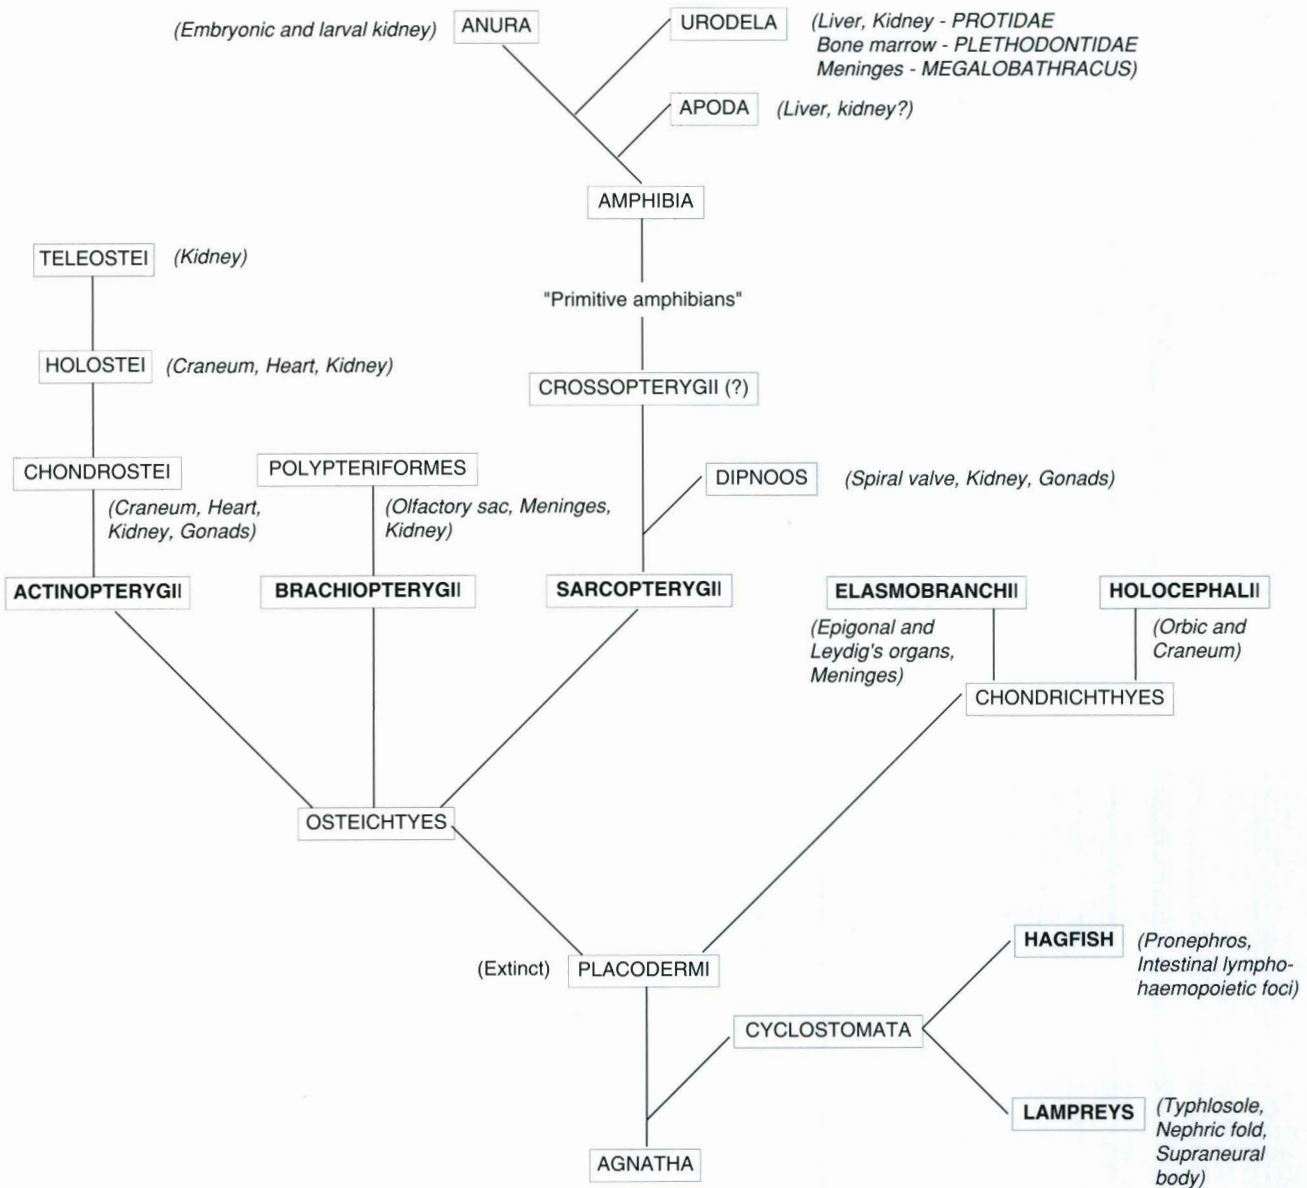 (Embryonic and larval kidney)
ANURA
URODELA
(Liver, Kidney - PROTIDAE
Bone marrow - PLETHODONTIDAE
Meninges - MEGALOBATHRACUS)
APODA
(Liver, kidney?)
AMPHIBIA
TELEOSTEI
(Kidney)
"Primitive amphibians"
HOLOSTEI
(Craneum, Heart, Kidney)
CROSSOPTERYGII (?)
CHONDROSTEI
(Craneum, Heart,
Kidney, Gonads)
POLYPTERIFORMES
(Olfactory sac, Meninges,
Kidney)
DIPNOOS
(Spiral valve, Kidney, Gonads)
ACTINOPTERYGII
BRACHIOPTERYGII
SARCOPTERYGII
ELASMOBRANCHII
(Epigonal and
Leydig's organs,
Meninges)
HOLOCEPHALII
(Orbic and
Craneum)
CHONDRICHTHYES
OSTEICHTYES
(Extinct)
PLACODERMI
HAGFISH
(Pronephros,
Intestinal lympho-
haemopoietic foci)
CYCLOSTOMATA
LAMPREYS
(Typhlosole,
Nephric fold,
Supraneural
body)
AGNATHA